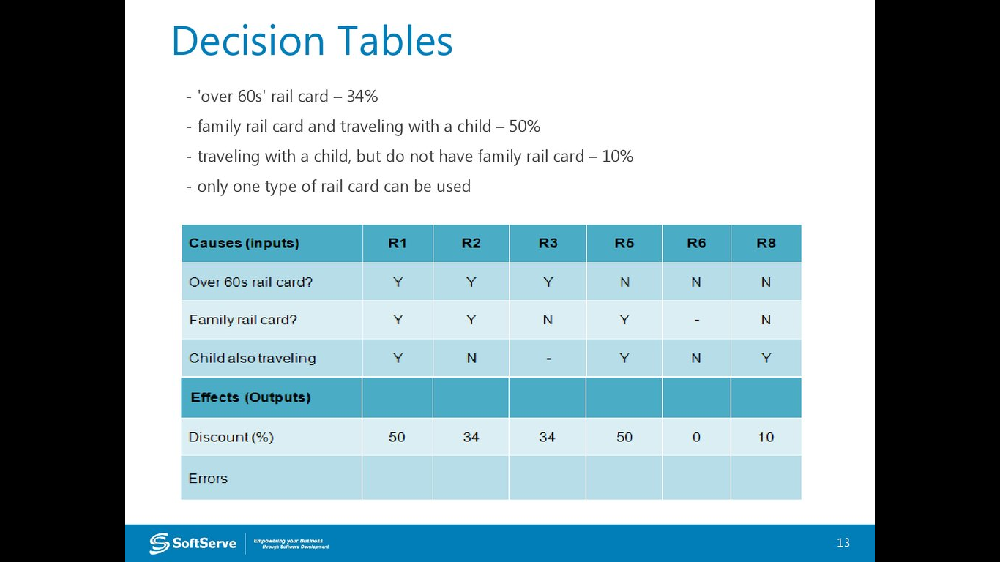 Decision Tables
- 'over 60s' rail card – 34%
- family rail card and traveling with a child – 50%
- traveling with a child, but do not have family rail card – 10%
- only one type of rail card can be used
Causes (inputs) R1 R2 R3 R5 R6 R8
Over 60s rail card? Y Y Y N N N
Family rail card? Y Y N Y - N
Child also traveling Y N - Y N Y
Effects (Outputs)
Discount (%) 50 34 34 50 0 10
Errors
SoftServe
Empowering your Business
through Software Development
13